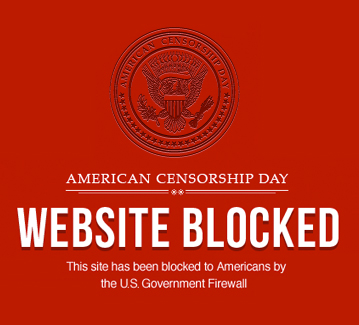 AMERICAN CENSORSHIP DAY
AMERICAN CENSORSHIP DAY
WEBSITE BLOCKED
This site has been blocked to Americans by
the U.S. Government Firewall